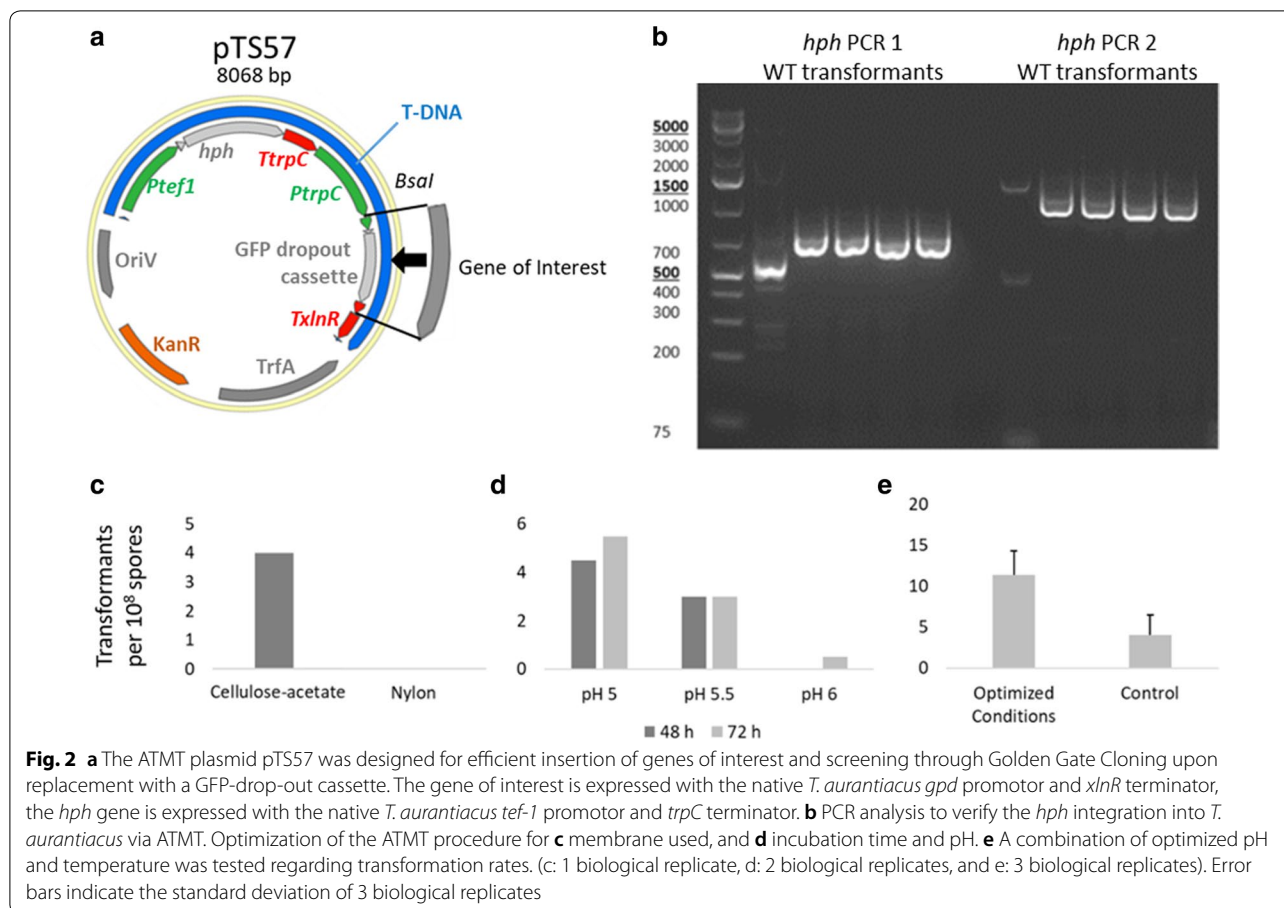 a
pTS57
8068 bp
T-DNA
hph
TtrpC
Ptef1
PtrpC
BsaI
OriV
GFP dropout
cassette
Gene of Interest
TxlnR
KanR
TrfA
b
hph PCR 1
WT transformants
hph PCR 2
WT transformants
5000
3000
2000
1500
1000
700
500
400
300
200
75
c
Transformants
per 10⁸ spores
5
4
3
2
1
0
Cellulose-acetate
Nylon
d
6
4
2
0
pH 5
pH 5.5
pH 6
48 h
72 h
e
20
15
10
5
0
Optimized
Conditions
Control
Fig. 2 a The ATMT plasmid pTS57 was designed for efficient insertion of genes of interest and screening through Golden Gate Cloning upon
replacement with a GFP-drop-out cassette. The gene of interest is expressed with the native T. aurantiacus gpd promotor and xlnR terminator,
the hph gene is expressed with the native T. aurantiacus tef-1 promotor and trpC terminator. b PCR analysis to verify the hph integration into T.
aurantiacus via ATMT. Optimization of the ATMT procedure for c membrane used, and d incubation time and pH. e A combination of optimized pH
and temperature was tested regarding transformation rates. (c: 1 biological replicate, d: 2 biological replicates, and e: 3 biological replicates). Error
bars indicate the standard deviation of 3 biological replicates